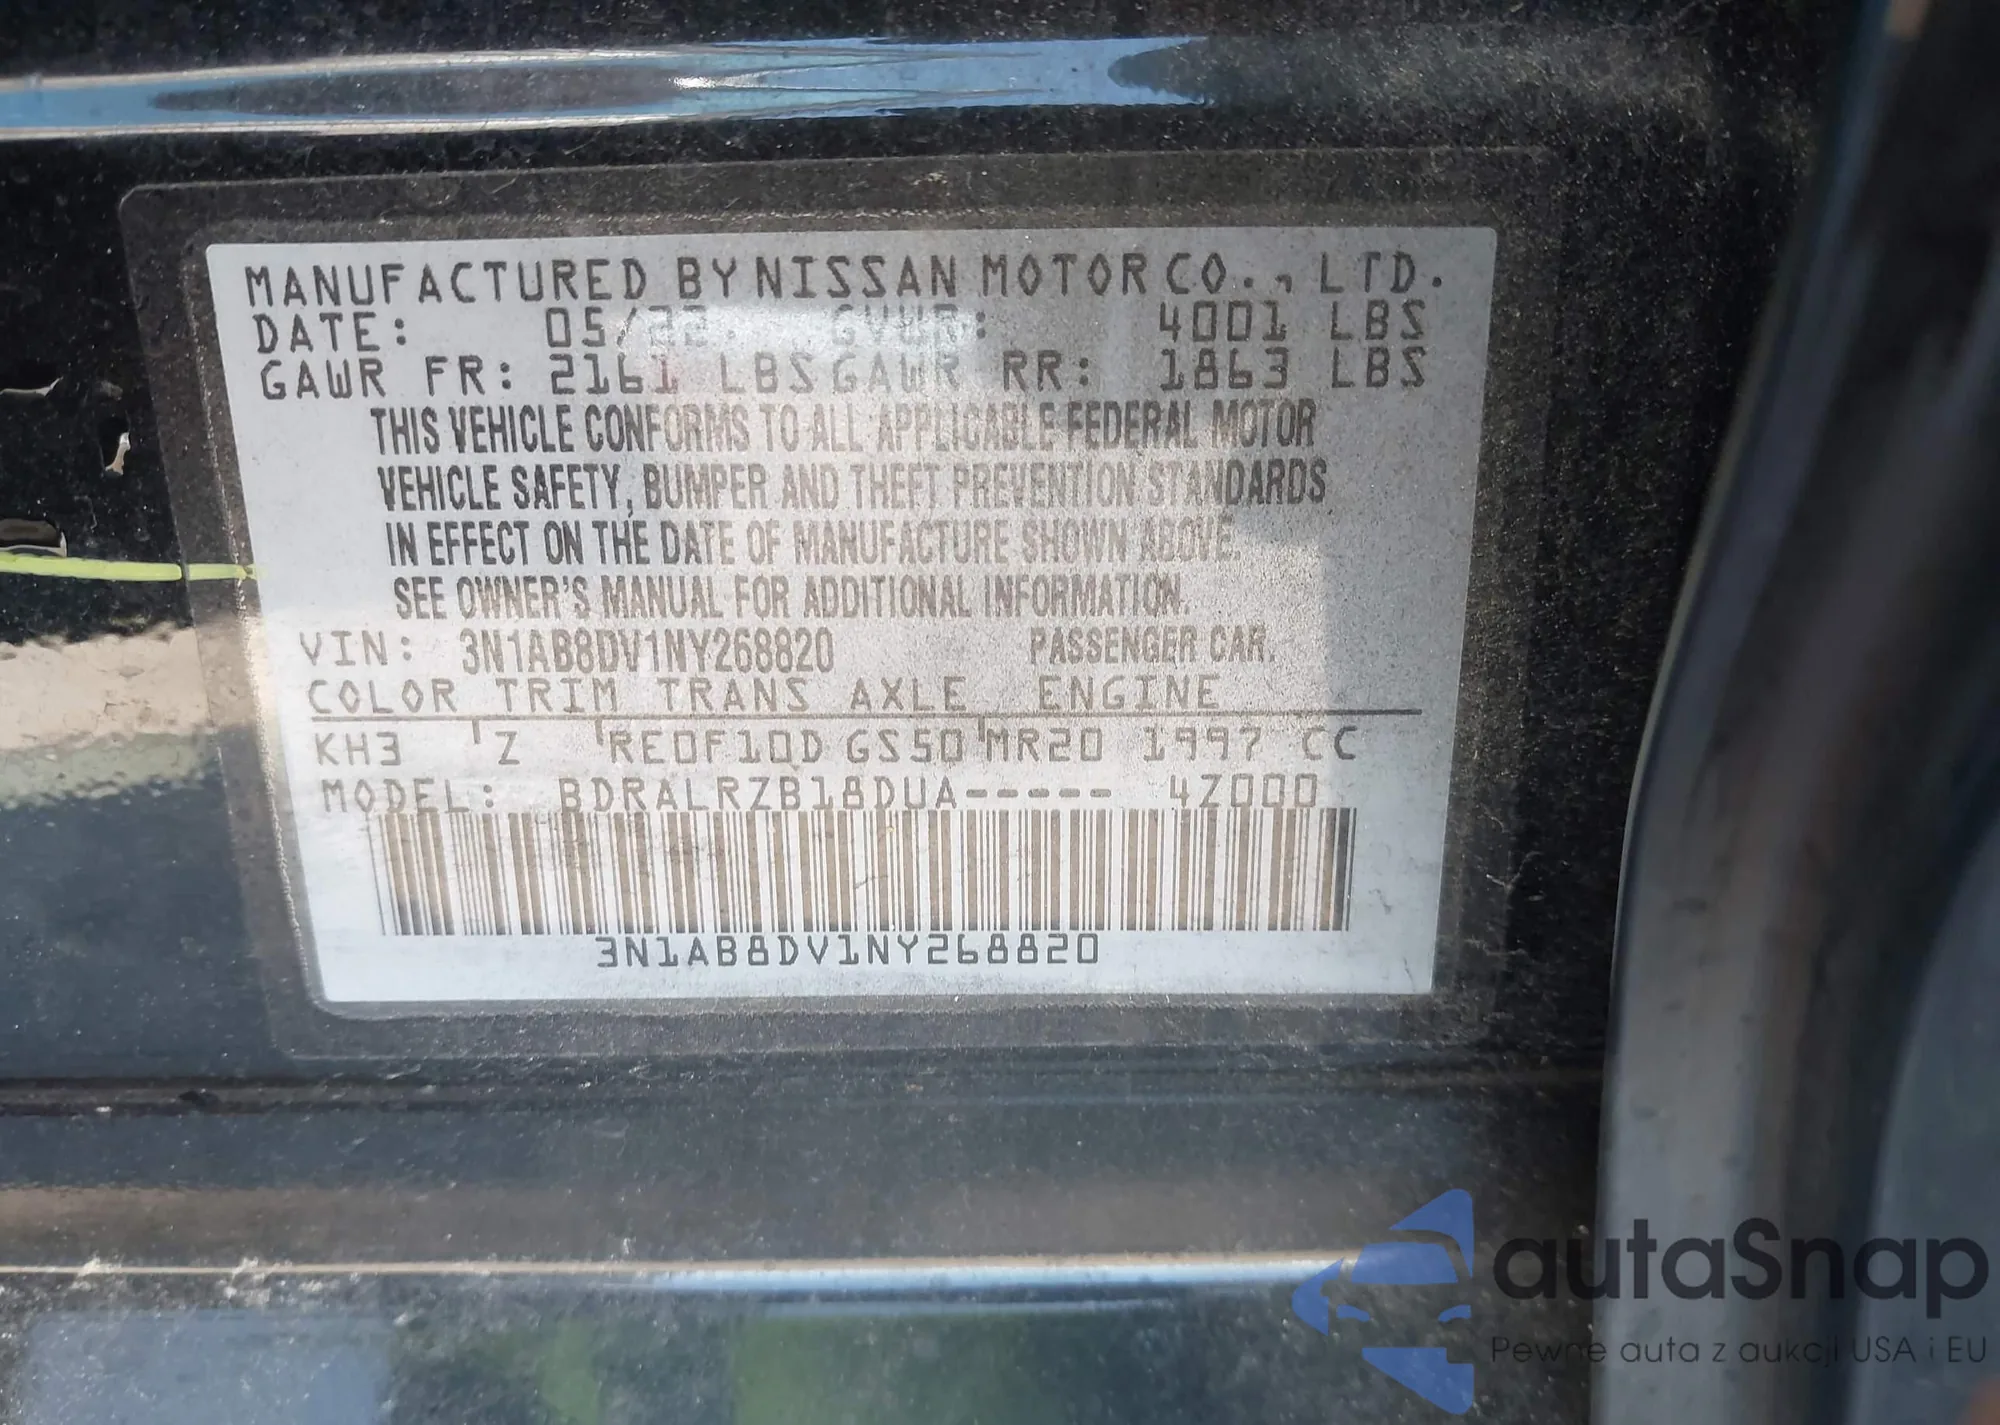 MANUFACTURED BY NISSAN MOTOR CO., LTD.
DATE: 05/22 GVWR: 4001 LBS
GAWR FR: 2161 LBS GAWR RR: 1863 LBS
THIS VEHICLE CONFORMS TO ALL APPLICABLE FEDERAL MOTOR
VEHICLE SAFETY, BUMPER AND THEFT PREVENTION STANDARDS
IN EFFECT ON THE DATE OF MANUFACTURE SHOWN ABOVE.
SEE OWNER'S MANUAL FOR ADDITIONAL INFORMATION.
VIN: 3N1AB8DV1NY268820 PASSENGER CAR.
COLOR TRIM TRANS AXLE ENGINE
KH3 Z RE0F10D GS50 MR20 1997 CC
MODEL: BDRALRZB18DUA----- 4Z000
3N1AB8DV1NY268820
autaSnap
Pewne auta z aukcji USA i EU